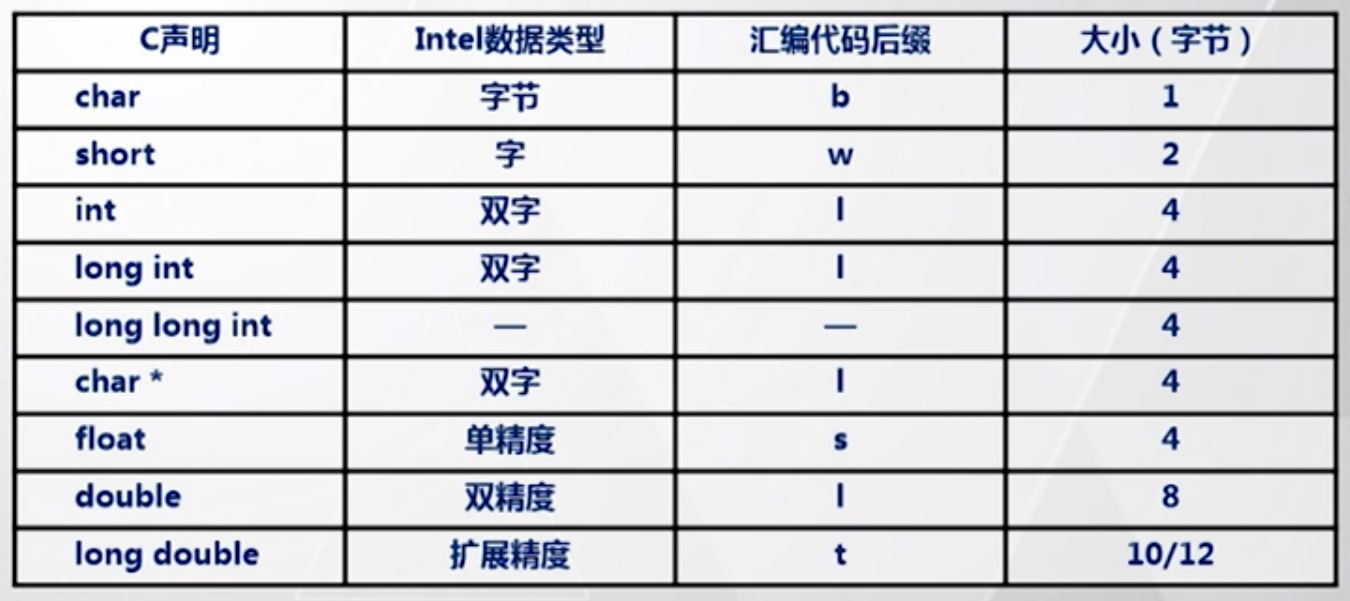 C声明 Intel数据类型 汇编代码后缀 大小（字节）
char 字节 b 1
short 字 w 2
int 双字 l 4
long int 双字 l 4
long long int — — 4
char * 双字 l 4
float 单精度 s 4
double 双精度 l 8
long double 扩展精度 t 10/12